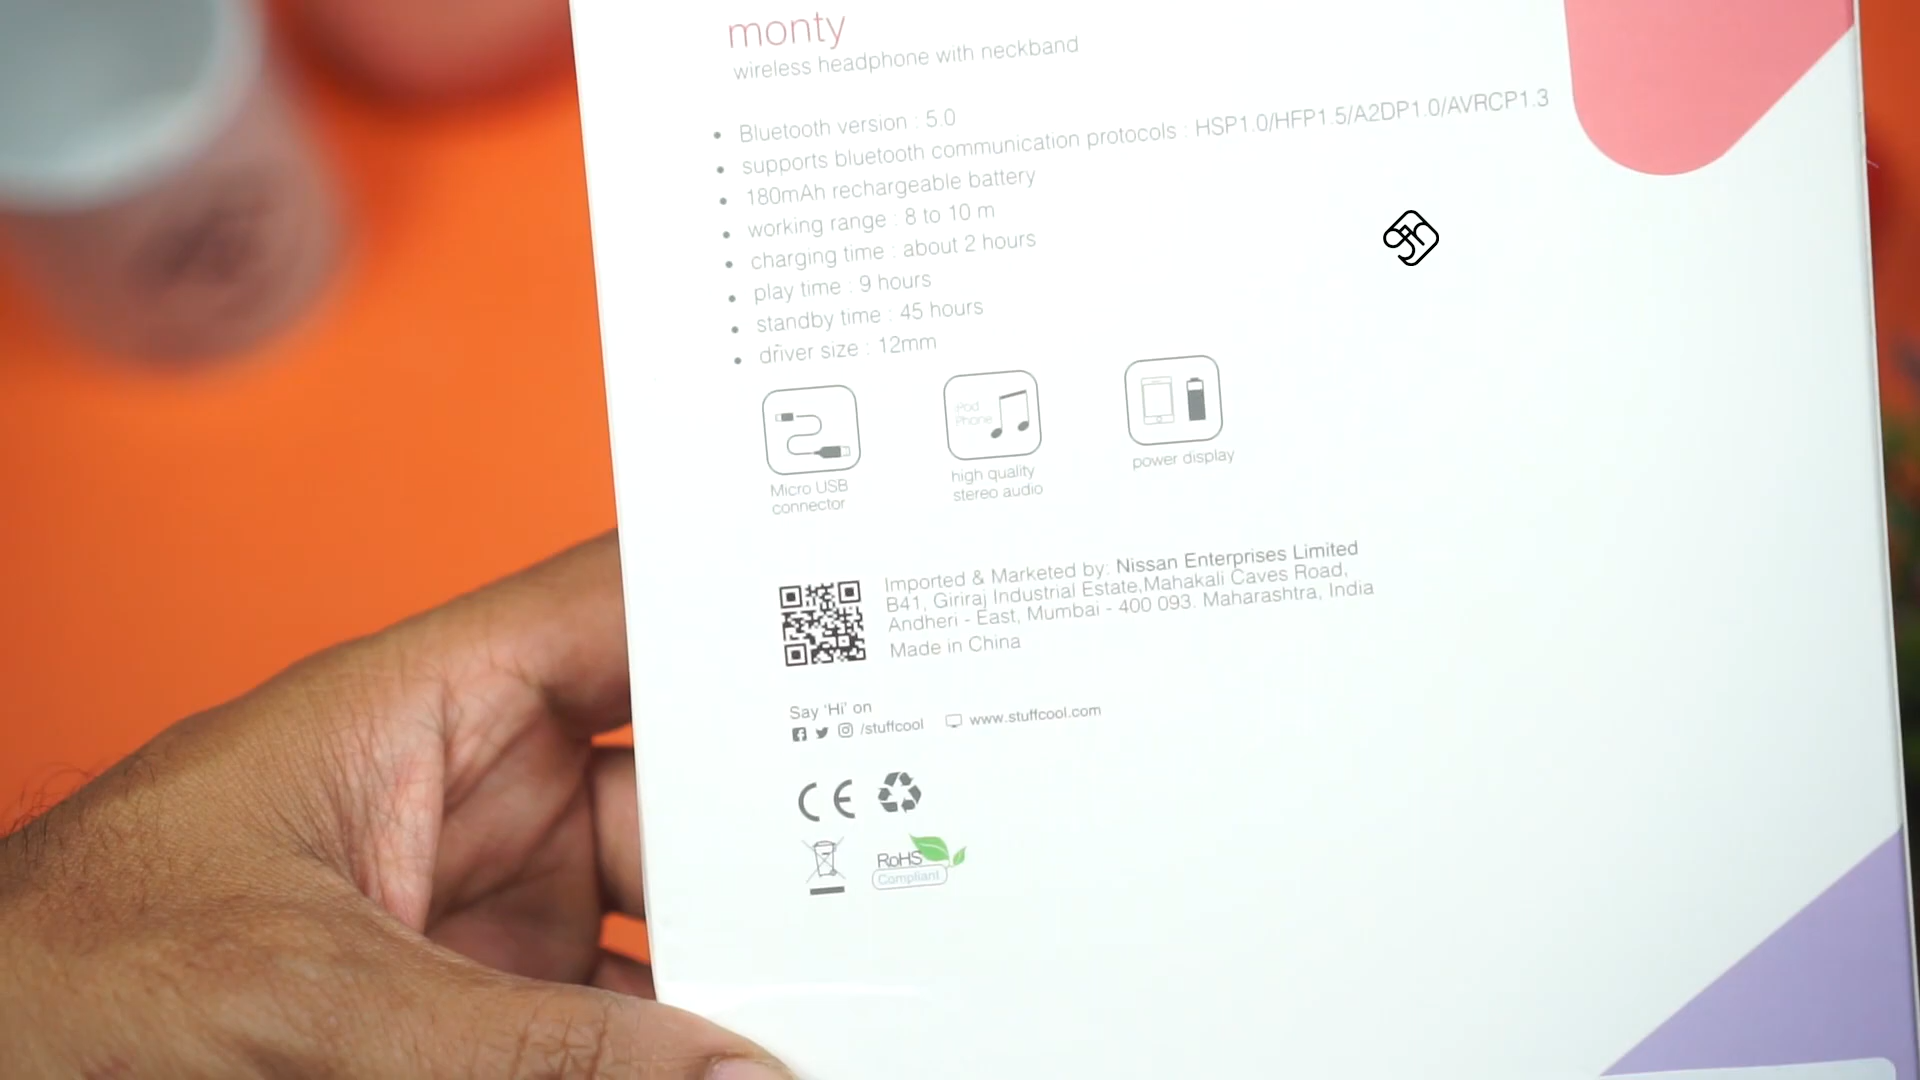 monty
wireless headphone with neckband
• Bluetooth version : 5.0
• supports bluetooth communication protocols : HSP1.0/HFP1.5/A2DP1.0/AVRCP1.3
• 180mAh rechargeable battery
• working range : 8 to 10 m
• charging time : about 2 hours
• play time : 9 hours
• standby time : 45 hours
• driver size : 12mm
iPod
Phone
Micro USB
connector
high quality
stereo audio
power display
Imported & Marketed by: Nissan Enterprises Limited
B41, Giriraj Industrial Estate,Mahakali Caves Road,
Andheri - East, Mumbai - 400 093. Maharashtra, India
Made in China
Say 'Hi' on
/stuffcool www.stuffcool.com
CE
RoHS
Compliant